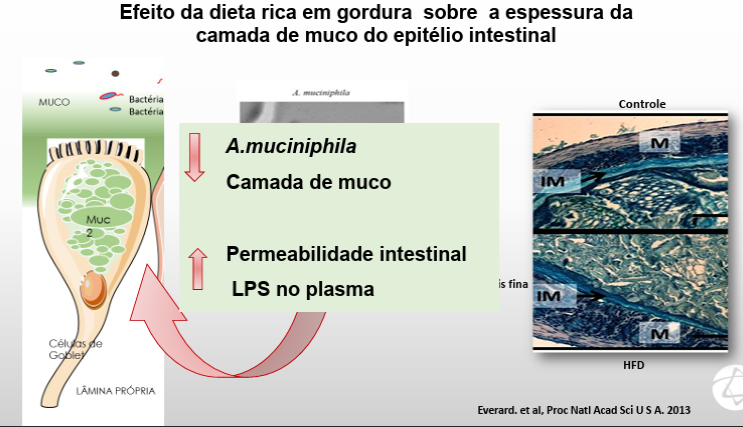 Efeito da dieta rica em gordura sobre a espessura da
camada de muco do epitélio intestinal
MUCO
Bactéria
Bactéria
Muc
2
Células de
Goblet
LÂMINA PRÓPRIA
A. muciniphila
A.muciniphila
Camada de muco
Permeabilidade intestinal
LPS no plasma
is fina
Controle
M
IM
IM
M
HFD
Everard. et al, Proc Natl Acad Sci U S A. 2013